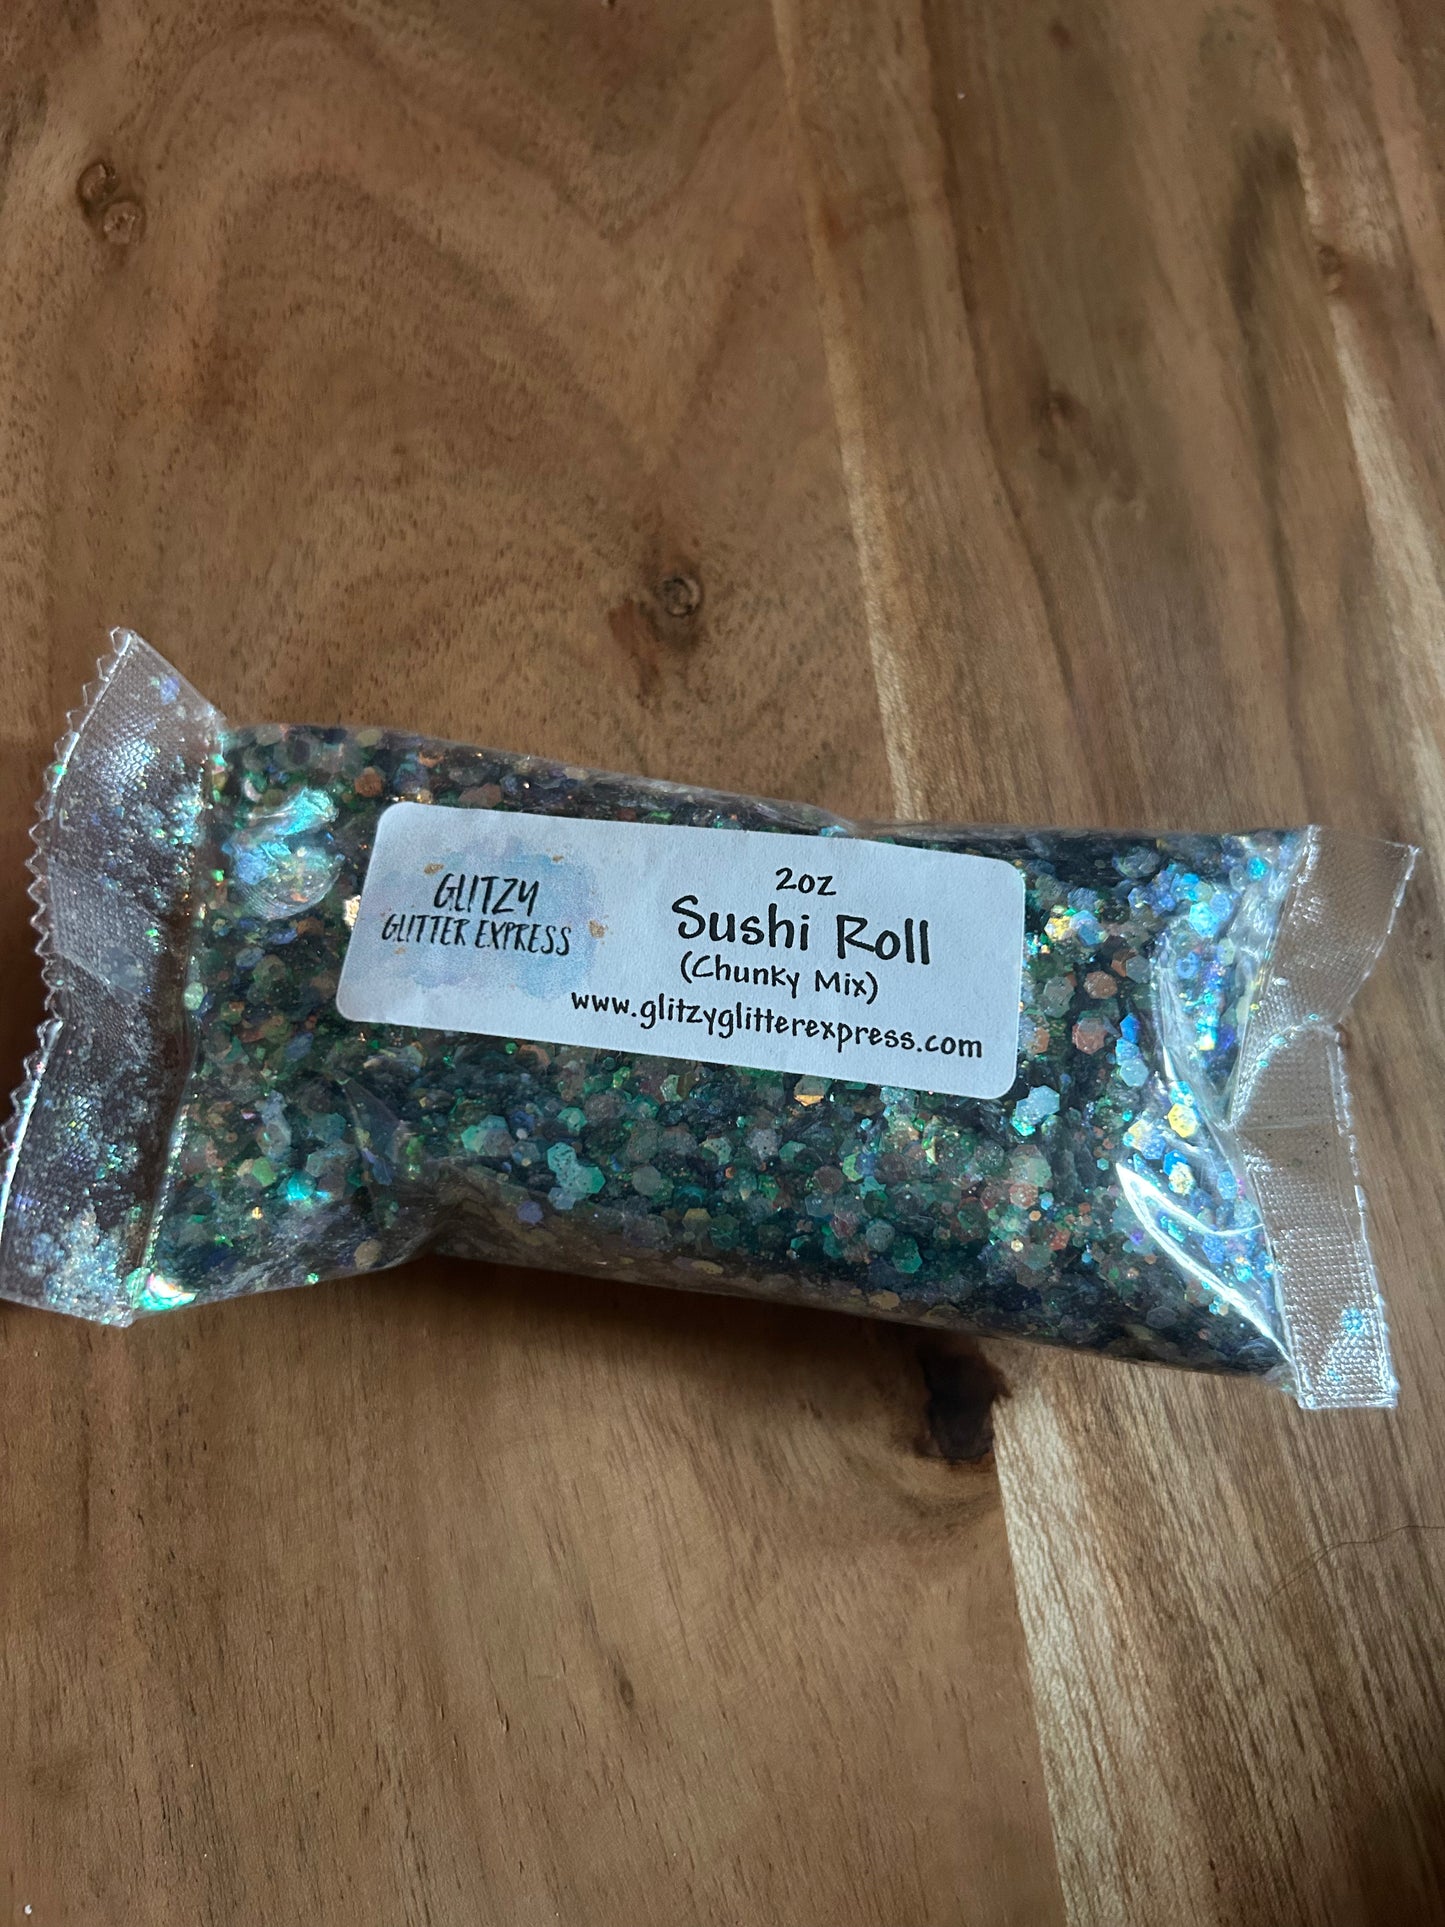 GLITZY
GLITTER EXPRESS
2oz
Sushi Roll
(Chunky Mix)
www.glitzyglitterexpress.com